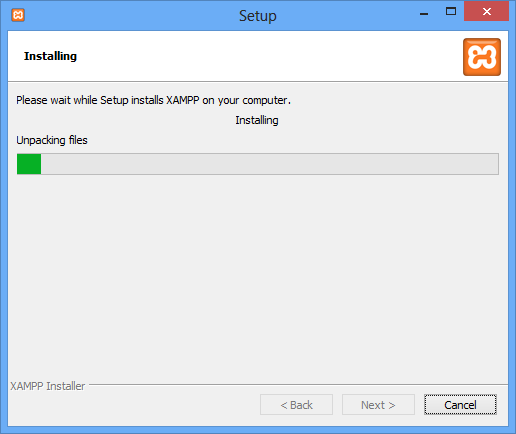 Setup
Installing
Please wait while Setup installs XAMPP on your computer.
Installing
Unpacking files
XAMPP Installer
< Back
Next >
Cancel